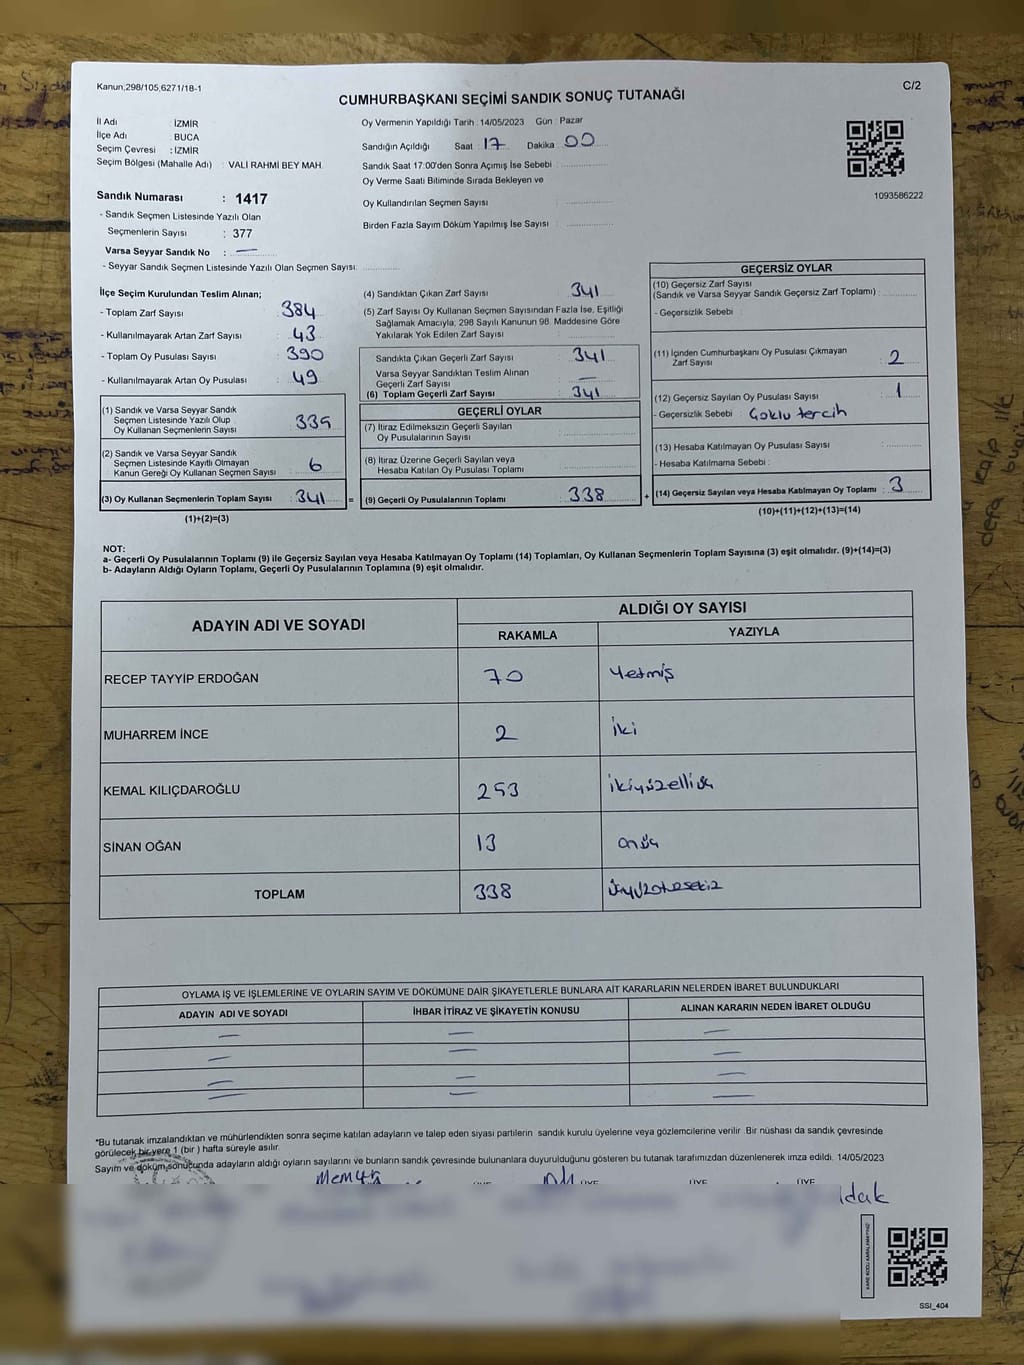 Kanun,298/105,6271/18-1
C/2
CUMHURBAŞKANI SEÇİMİ SANDIK SONUÇ TUTANAĞI
İl Adı : İZMİR
İlçe Adı : BUCA
Seçim Çevresi : İZMİR
Seçim Bölgesi (Mahalle Adı) : VALİ RAHMİ BEY MAH.
Oy Vermenin Yapıldığı Tarih : 14/05/2023 Gün : Pazar
Sandığın Açıldığı Saat : 17 Dakika : 00
Sandık Saat 17:00'den Sonra Açımış İse Sebebi :
Oy Verme Saati Bitiminde Sırada Bekleyen ve
Oy Kullandırılan Seçmen Sayısı :
Birden Fazla Sayım Döküm Yapılmış İse Sayısı :
1093586222
Sandık Numarası : 1417
- Sandık Seçmen Listesinde Yazılı Olan
Seçmenlerin Sayısı : 377
Varsa Seyyar Sandık No : —
- Seyyar Sandık Seçmen Listesinde Yazılı Olan Seçmen Sayısı:
İlçe Seçim Kurulundan Teslim Alınan;
- Toplam Zarf Sayısı : 384
- Kullanılmayarak Artan Zarf Sayısı : 43
- Toplam Oy Pusulası Sayısı : 390
- Kullanılmayarak Artan Oy Pusulası : 49
(1) Sandık ve Varsa Seyyar Sandık
Seçmen Listesinde Yazılı Olup
Oy Kullanan Seçmenlerin Sayısı : 335
(2) Sandık ve Varsa Seyyar Sandık
Seçmen Listesinde Kayıtlı Olmayan
Kanun Gereği Oy Kullanan Seçmen Sayısı : 6
(3) Oy Kullanan Seçmenlerin Toplam Sayısı : 341 =
(1)+(2)=(3)
(4) Sandıktan Çıkan Zarf Sayısı : 341
(5) Zarf Sayısı Oy Kullanan Seçmen Sayısından Fazla İse, Eşitliği
Sağlamak Amacıyla; 298 Sayılı Kanunun 98. Maddesine Göre
Yakılarak Yok Edilen Zarf Sayısı :
Sandıkta Çıkan Geçerli Zarf Sayısı : 341
Varsa Seyyar Sandıktan Teslim Alınan
Geçerli Zarf Sayısı : —
(6) Toplam Geçerli Zarf Sayısı : 341
GEÇERLİ OYLAR
(7) İtiraz Edilmeksizin Geçerli Sayılan
Oy Pusulalarının Sayısı :
(8) İtiraz Üzerine Geçerli Sayılan veya
Hesaba Katılan Oy Pusulası Toplamı :
(9) Geçerli Oy Pusulalarının Toplamı : 338 +
GEÇERSİZ OYLAR
(10) Geçersiz Zarf Sayısı
(Sandık ve Varsa Seyyar Sandık Geçersiz Zarf Toplamı) :
- Geçersizlik Sebebi :
(11) İçinden Cumhurbaşkanı Oy Pusulası Çıkmayan
Zarf Sayısı : 2
(12) Geçersiz Sayılan Oy Pusulası Sayısı : 1
- Geçersizlik Sebebi : Çoklu tercih
(13) Hesaba Katılmayan Oy Pusulası Sayısı :
- Hesaba Katılmama Sebebi :
(14) Geçersiz Sayılan veya Hesaba Katılmayan Oy Toplamı : 3
(10)+(11)+(12)+(13)=(14)
NOT:
a- Geçerli Oy Pusulalarının Toplamı (9) ile Geçersiz Sayılan veya Hesaba Katılmayan Oy Toplamı (14) Toplamları, Oy Kullanan Seçmenlerin Toplam Sayısına (3) eşit olmalıdır. (9)+(14)=(3)
b- Adayların Aldığı Oyların Toplamı, Geçerli Oy Pusulalarının Toplamına (9) eşit olmalıdır.
ADAYIN ADI VE SOYADI
ALDIĞI OY SAYISI
RAKAMLA YAZIYLA
RECEP TAYYİP ERDOĞAN 70 Yetmiş
MUHARREM İNCE 2 iki
KEMAL KILIÇDAROĞLU 253 ikiyüzelliüç
SİNAN OĞAN 13 onüç
TOPLAM 338 üçyüzotuzsekiz
OYLAMA İŞ VE İŞLEMLERİNE VE OYLARIN SAYIM VE DÖKÜMÜNE DAİR ŞİKAYETLERLE BUNLARA AİT KARARLARIN NELERDEN İBARET BULUNDUKLARI
ADAYIN ADI VE SOYADI İHBAR İTİRAZ VE ŞİKAYETİN KONUSU ALINAN KARARIN NEDEN İBARET OLDUĞU
— — —
— — —
— — —
— — —
*Bu tutanak imzalandıktan ve mühürlendikten sonra seçime katılan adayların ve talep eden siyasi partilerin sandık kurulu üyelerine veya gözlemcilerine verilir. Bir nüshası da sandık çevresinde
görülecek bir yere 1 (bir ) hafta süreyle asılır.
Sayım ve döküm sonucunda adayların aldığı oyların sayılarını ve bunların sandık çevresinde bulunanlara duyurulduğunu gösteren bu tutanak tarafımızdan düzenlenerek imza edildi. 14/05/2023
ÜYE ÜYE ÜYE
KARE KODU KARALAMAYINIZ!
SSİ_404